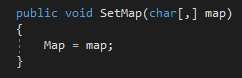 public void SetMap(char[,] map)
{
    Map = map;
}